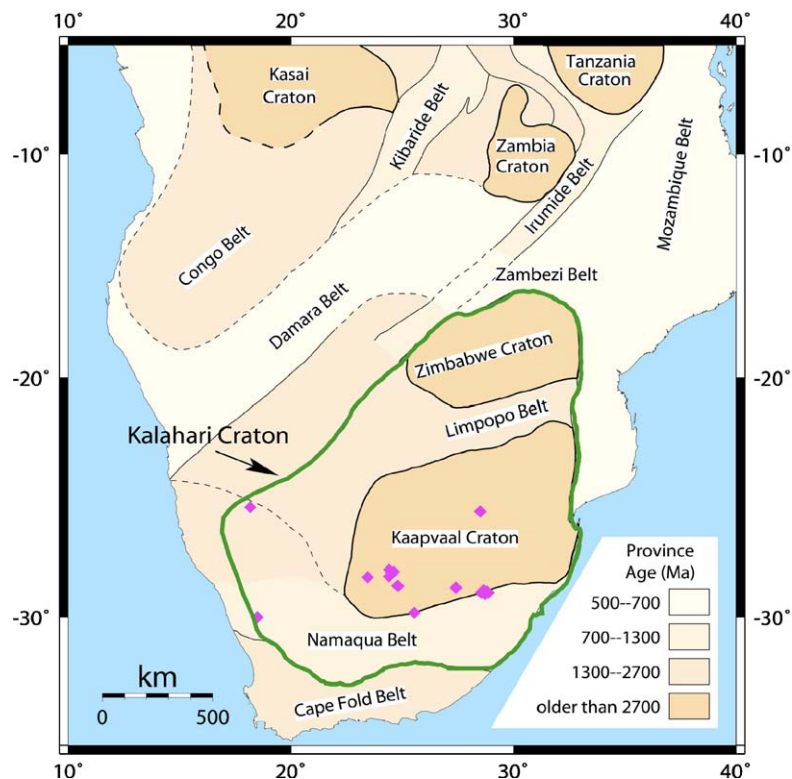 10˚ 20˚ 30˚ 40˚
Kasai
Craton
Tanzania
Craton
Kibaride Belt
Zambia
Craton
-10˚ -10˚
Irumide Belt
Mozambique Belt
Congo Belt
Zambezi Belt
Damara Belt
Zimbabwe Craton
-20˚ -20˚
Limpopo Belt
Kalahari Craton
Kaapvaal Craton
Province
Age (Ma)
500--700
700--1300
1300--2700
older than 2700
-30˚ -30˚
Namaqua Belt
Cape Fold Belt
km
0 500
10˚ 20˚ 30˚ 40˚